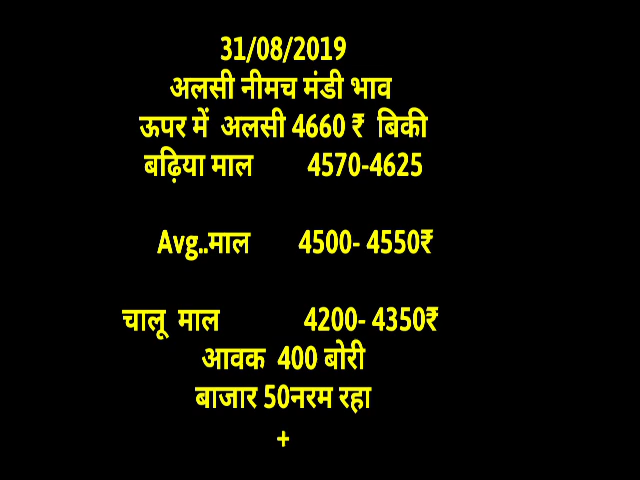 31/08/2019
अलसी नीमच मंडी भाव
ऊपर में अलसी 4660 ₹ बिकी
बढ़िया माल 4570-4625
Avg..माल 4500- 4550₹
चालू माल 4200- 4350₹
आवक 400 बोरी
बाजार 50नरम रहा
+